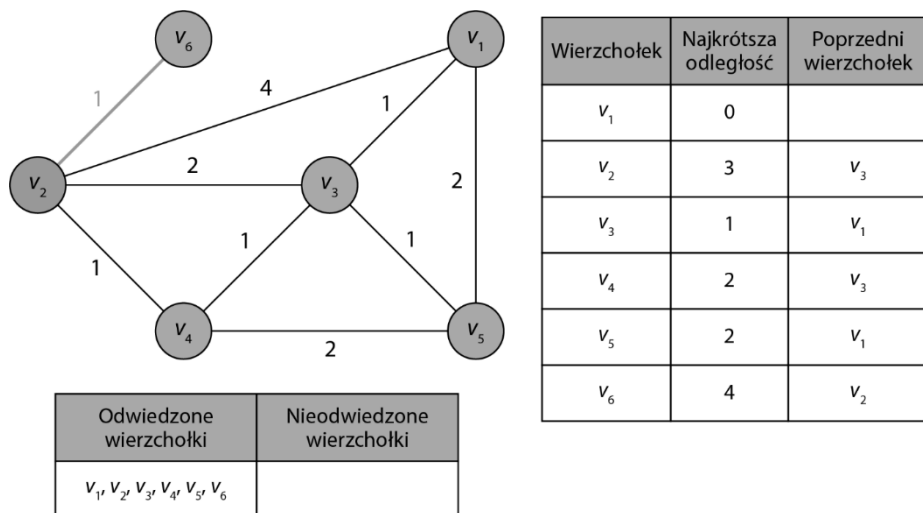 v₆
v₁
1
4
1
v₂
2
v₃
2
1
1
1
v₄
2
v₅
Wierzchołek Najkrótsza odległość Poprzedni wierzchołek
v₁ 0
v₂ 3 v₃
v₃ 1 v₁
v₄ 2 v₃
v₅ 2 v₁
v₆ 4 v₂
Odwiedzone wierzchołki Nieodwiedzone wierzchołki
v₁, v₂, v₃, v₄, v₅, v₆